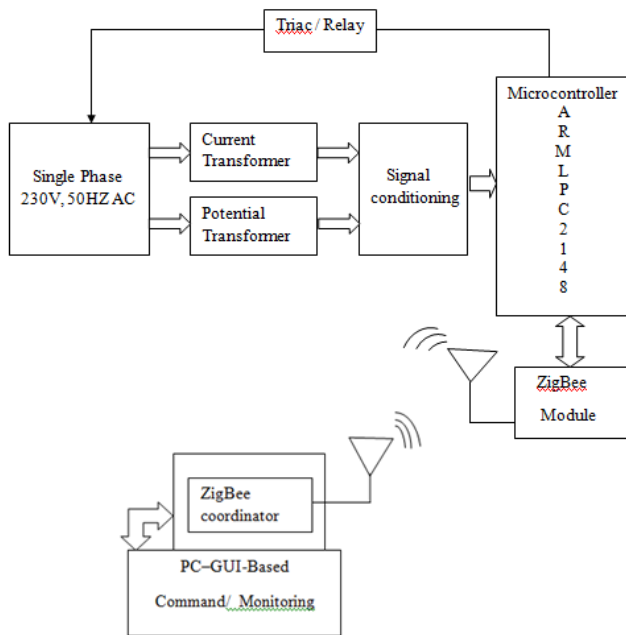 Triac / Relay
Single Phase
230V, 50HZ AC
Current
Transformer
Potential
Transformer
Signal
conditioning
Microcontroller
A
R
M
L
P
C
2
1
4
8
ZigBee
Module
ZigBee
coordinator
PC–GUI-Based
Command/ Monitoring